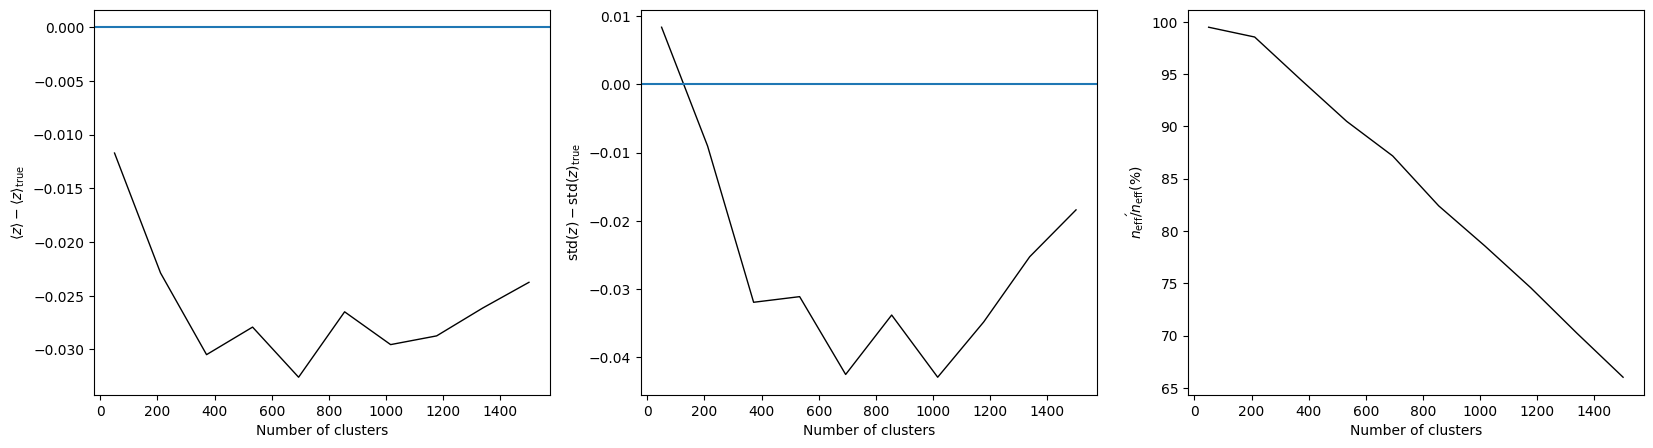 0.000
−0.005
−0.010
−0.015
−0.020
−0.025
−0.030
⟨z⟩ − ⟨z⟩true
0 200 400 600 800 1000 1200 1400
Number of clusters
0.01
0.00
−0.01
−0.02
−0.03
−0.04
std(z) − std(z)true
0 200 400 600 800 1000 1200 1400
Number of clusters
100
95
90
85
80
75
70
65
n′eff/neff(%)
0 200 400 600 800 1000 1200 1400
Number of clusters